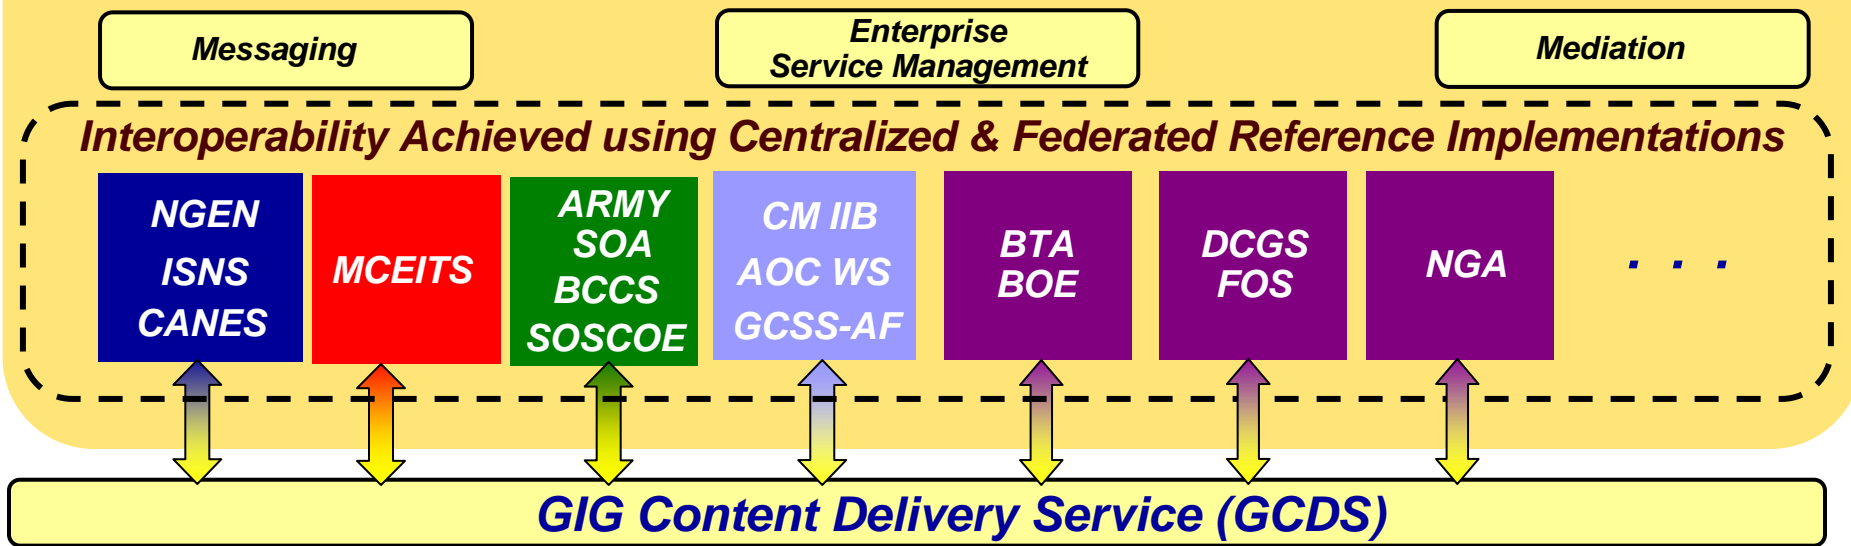 Messaging
Enterprise
Service Management
Mediation
Interoperability Achieved using Centralized & Federated Reference Implementations
NGEN
ISNS
CANES
MCEITS
ARMY
SOA
BCCS
SOSCOE
CM IIB
AOC WS
GCSS-AF
BTA
BOE
DCGS
FOS
NGA
. . .
GIG Content Delivery Service (GCDS)